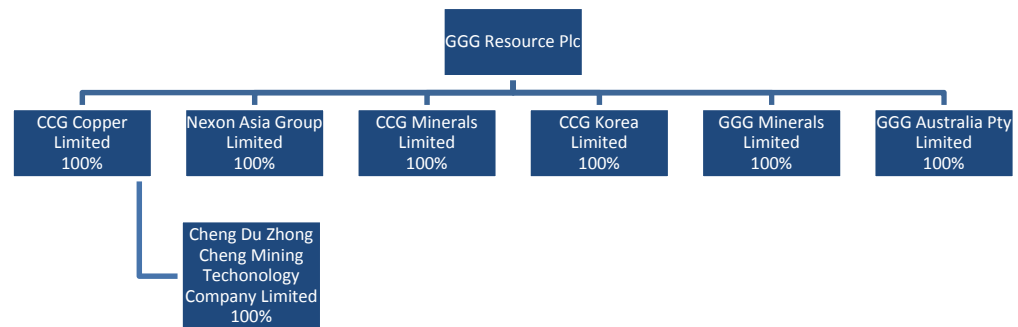 GGG Resource Plc
CCG Copper
Limited
100%
Nexon Asia Group
Limited
100%
CCG Minerals
Limited
100%
CCG Korea
Limited
100%
GGG Minerals
Limited
100%
GGG Australia Pty
Limited
100%
Cheng Du Zhong
Cheng Mining
Techonology
Company Limited
100%